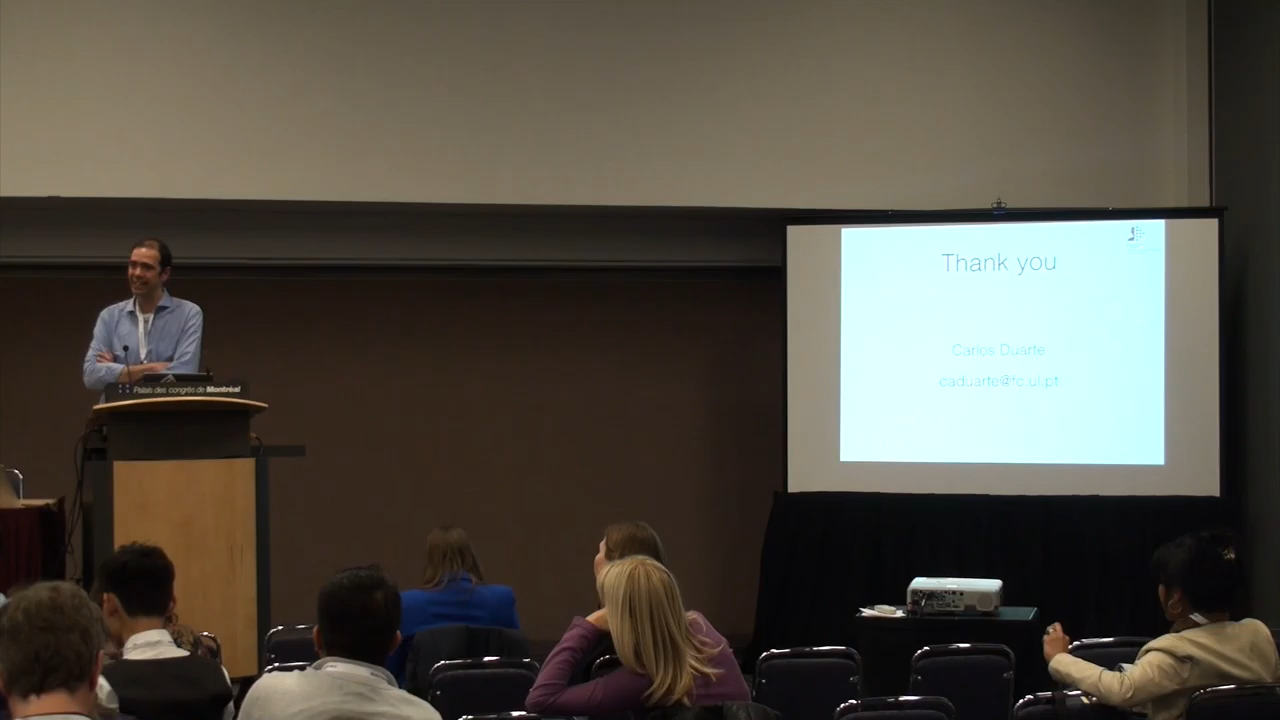 Palais des congrès de Montréal
Thank you
Carlos Duarte
caduarte@fc.ul.pt